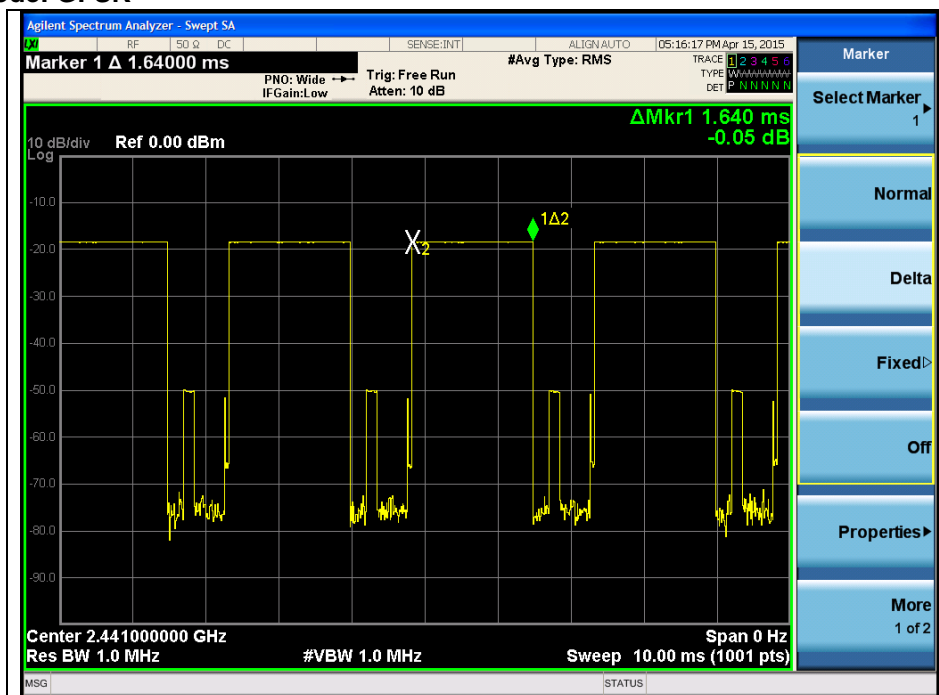 Agilent Spectrum Analyzer - Swept SA
LXI RF 50 Ω DC SENSE:INT ALIGN AUTO 05:16:17 PM Apr 15, 2015
Marker 1 Δ 1.64000 ms
PNO: Wide
IFGain:Low
Trig: Free Run
Atten: 10 dB
#Avg Type: RMS
TRACE 1 2 3 4 5 6
TYPE WWWWWW
DET P N N N N N
ΔMkr1 1.640 ms
-0.05 dB
10 dB/div Ref 0.00 dBm
Log
-10.0
-20.0
-30.0
-40.0
-50.0
-60.0
-70.0
-80.0
-90.0
X2
1Δ2
Center 2.441000000 GHz Span 0 Hz
Res BW 1.0 MHz #VBW 1.0 MHz Sweep 10.00 ms (1001 pts)
MSG STATUS
Marker
Select Marker
1
Normal
Delta
Fixed
Off
Properties
More
1 of 2